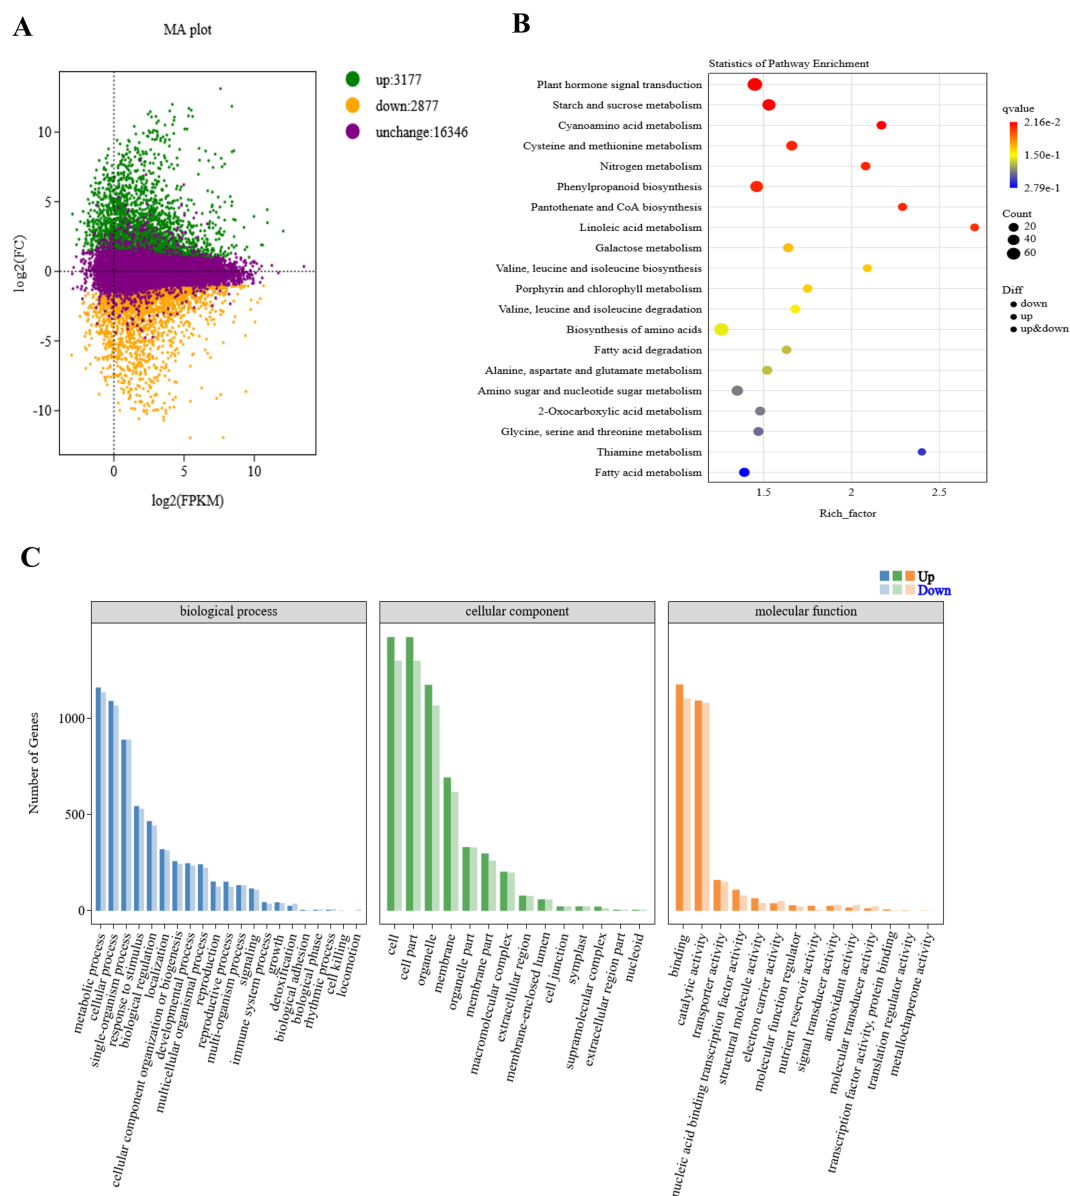 A
MA plot
up:3177
down:2877
unchange:16346
log2(FC)
10
5
0
-5
-10
0
5
10
log2(FPKM)
B
Statistics of Pathway Enrichment
Plant hormone signal transduction
Starch and sucrose metabolism
Cyanoamino acid metabolism
Cysteine and methionine metabolism
Nitrogen metabolism
Phenylpropanoid biosynthesis
Pantothenate and CoA biosynthesis
Linoleic acid metabolism
Galactose metabolism
Valine, leucine and isoleucine biosynthesis
Porphyrin and chlorophyll metabolism
Valine, leucine and isoleucine degradation
Biosynthesis of amino acids
Fatty acid degradation
Alanine, aspartate and glutamate metabolism
Amino sugar and nucleotide sugar metabolism
2-Oxocarboxylic acid metabolism
Glycine, serine and threonine metabolism
Thiamine metabolism
Fatty acid metabolism
1.5
2
2.5
Rich_factor
qvalue
2.16e-2
1.50e-1
2.79e-1
Count
20
40
60
Diff
down
up
up&down
C
Up
Down
biological process
cellular component
molecular function
Number of Genes
1000
500
0
metabolic process
cellular process
single-organism process
response to stimulus
biological regulation
localization
cellular component organization or biogenesis
developmental process
multicellular organismal process
reproduction
reproductive process
multi-organism process
signaling
immune system process
growth
detoxification
biological adhesion
biological phase
rhythmic process
cell killing
locomotion
cell
cell part
organelle
membrane
organelle part
membrane part
macromolecular complex
extracellular region
membrane-enclosed lumen
cell junction
symplast
supramolecular complex
extracellular region part
nucleoid
binding
catalytic activity
transporter activity
nucleic acid binding transcription factor activity
structural molecule activity
electron carrier activity
molecular function regulator
nutrient reservoir activity
signal transducer activity
antioxidant activity
molecular transducer activity
transcription factor activity, protein binding
translation regulator activity
metallochaperone activity